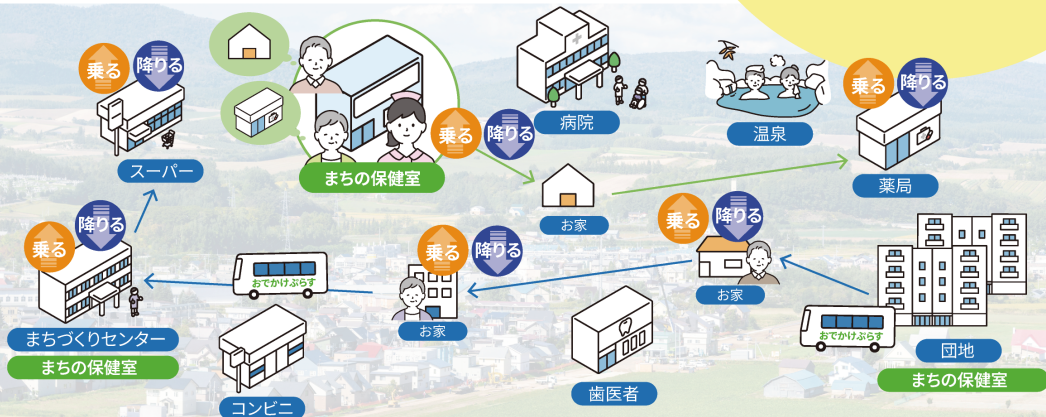 乗る
降りる
スーパー
まちの保健室
乗る
降りる
病院
温泉
乗る
降りる
薬局
お家
乗る
降りる
まちづくりセンター
まちの保健室
おでかけぷらす
コンビニ
乗る
降りる
お家
歯医者
乗る
降りる
お家
おでかけぷらす
団地
まちの保健室